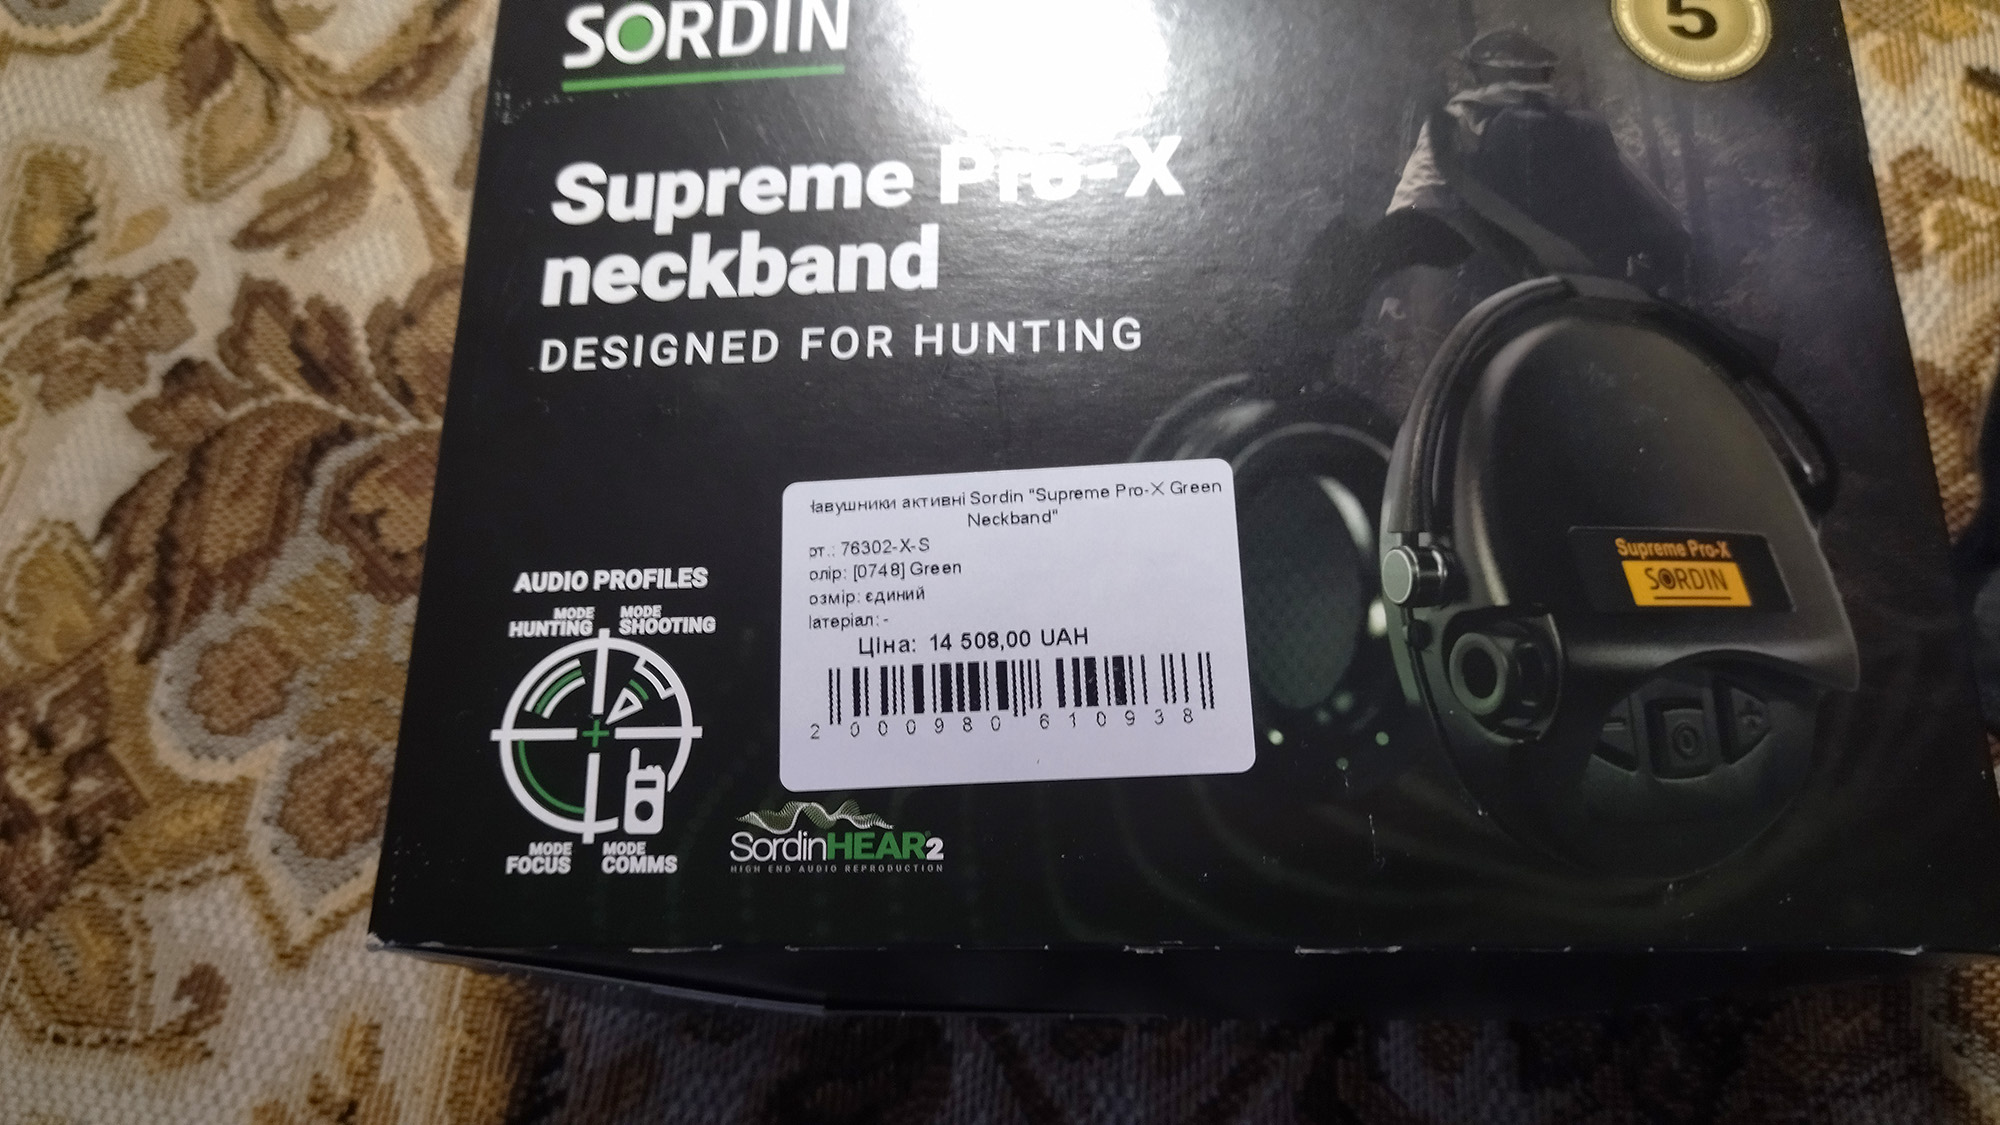 SORDIN
5
Supreme Pro-X
neckband
DESIGNED FOR HUNTING
авушники активні Sordin "Supreme Pro-X Green
Neckband"
рт.: 76302-X-S
олір: [0748] Green
озмір: єдиний
атеріал: -
Ціна: 14 508,00 UAH
2 000980 610938
AUDIO PROFILES
MODE HUNTING
MODE SHOOTING
MODE FOCUS
MODE COMMS
SordinHEAR2
HIGH END AUDIO REPRODUCTION
Supreme Pro-X
SORDIN